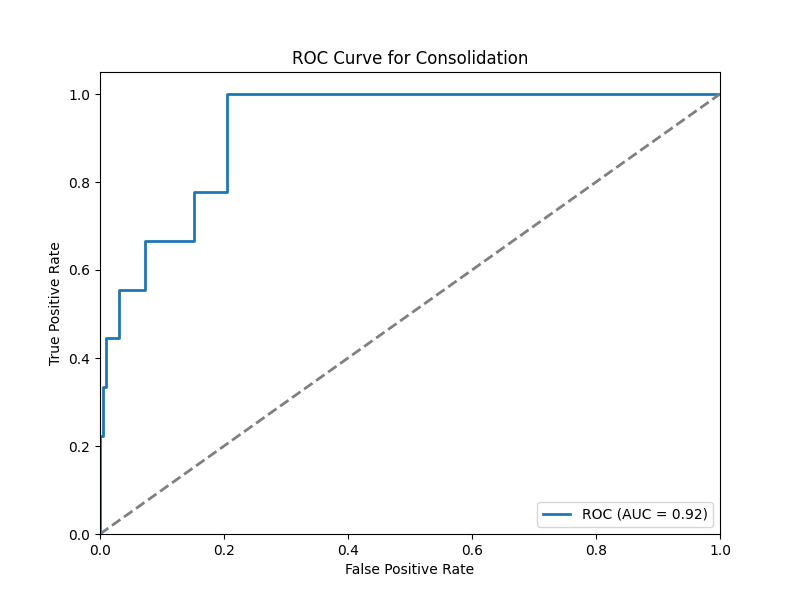 ROC Curve for Consolidation
True Positive Rate
1.0
0.8
0.6
0.4
0.2
0.0
0.0 0.2 0.4 0.6 0.8 1.0
False Positive Rate
ROC (AUC = 0.92)